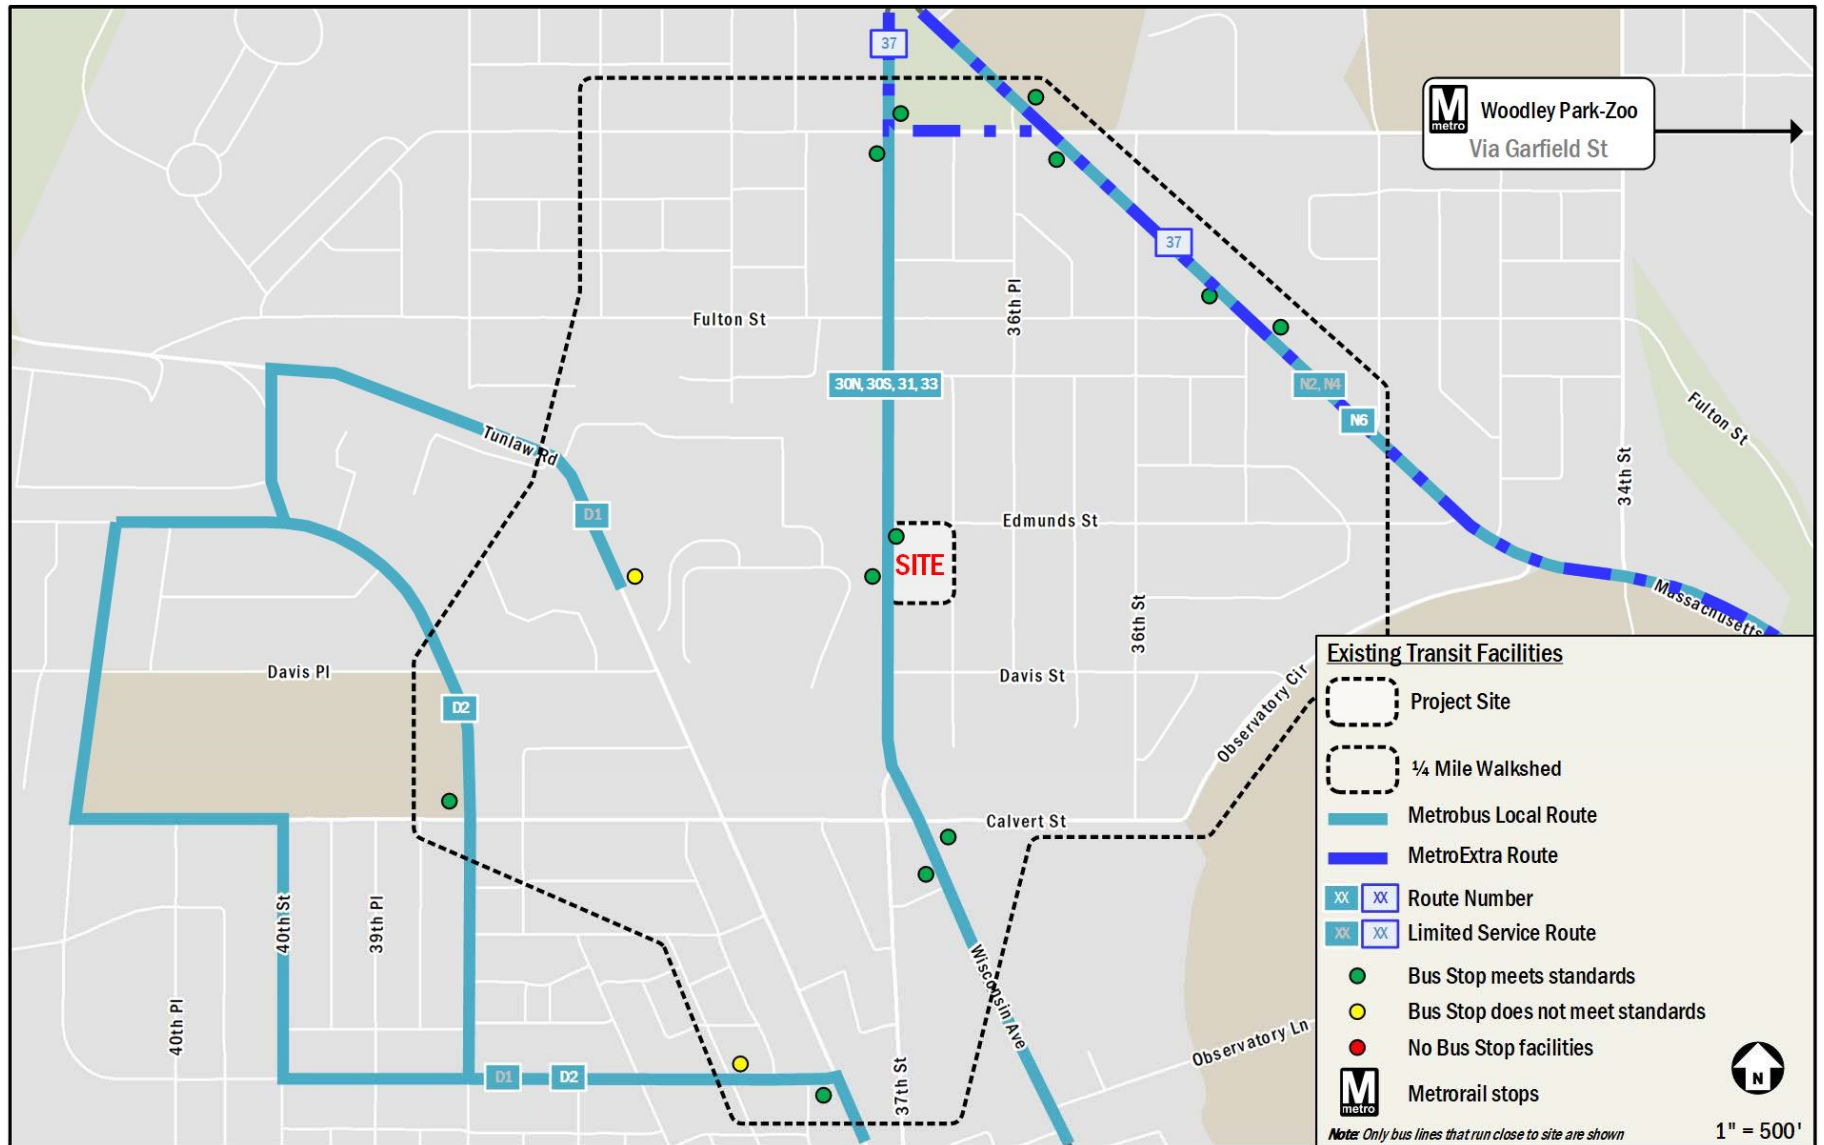 37
M
metro
Woodley Park-Zoo
Via Garfield St
37
36th Pl
Fulton St
30N, 30S, 31, 33
N2, N4
N6
Fulton St
Tunlaw Rd
34th St
D1
Edmunds St
SITE
Massachusetts
36th St
Davis Pl
Davis St
Observatory Cir
D2
Calvert St
40th St
39th Pl
Wisconsin Ave
40th Pl
Observatory Ln
37th St
D1
D2
Existing Transit Facilities
Project Site
¼ Mile Walkshed
Metrobus Local Route
MetroExtra Route
XX XX Route Number
XX XX Limited Service Route
Bus Stop meets standards
Bus Stop does not meet standards
No Bus Stop facilities
M
metro
Metrorail stops
N
Note: Only bus lines that run close to site are shown
1" = 500'